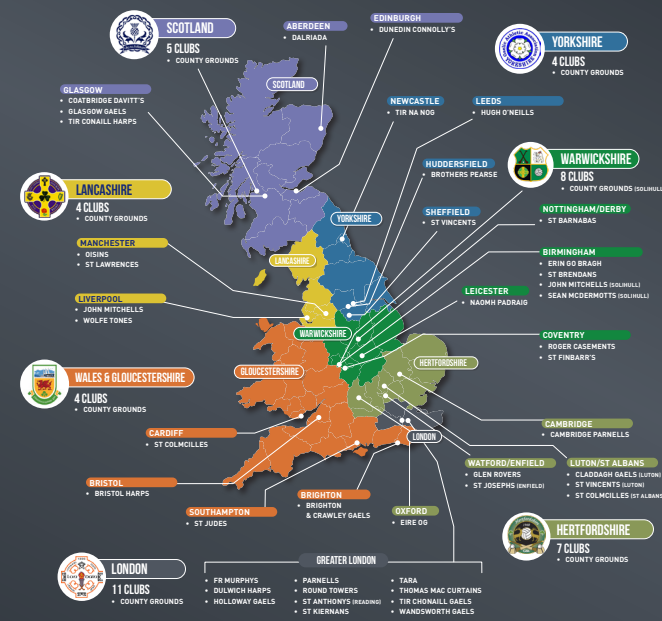 SCOTLAND
5 CLUBS
• COUNTY GROUNDS
ABERDEEN
• DALRIADA
EDINBURGH
• DUNEDIN CONNOLLY'S
YORKSHIRE
4 CLUBS
• COUNTY GROUNDS
GLASGOW
• COATBRIDGE DAVITT'S
• GLASGOW GAELS
• TIR CONAILL HARPS
SCOTLAND
NEWCASTLE
• TIR NA NOG
LEEDS
• HUGH O'NEILLS
HUDDERSFIELD
• BROTHERS PEARSE
WARWICKSHIRE
8 CLUBS
• COUNTY GROUNDS (SOLIHULL
LANCASHIRE
4 CLUBS
• COUNTY GROUNDS
SHEFFIELD
• ST VINCENTS
NOTTINGHAM/DERBY
• ST BARNABAS
YORKSHIRE
MANCHESTER
• OISINS
• ST LAWRENCES
LANCASHIRE
BIRMINGHAM
• ERIN GO BRAGH
• ST BRENDANS
• JOHN MITCHELLS (SOLIHULL)
• SEAN MCDERMOTTS (SOLIHULL)
LEICESTER
• NAOMH PADRAIG
LIVERPOOL
• JOHN MITCHELLS
• WOLFE TONES
WARWICKSHIRE
COVENTRY
• ROGER CASEMENTS
• ST FINBARR'S
HERTFORDSHIRE
GLOUCESTERSHIRE
WALES & GLOUCESTERSHIRE
4 CLUBS
• COUNTY GROUNDS
CARDIFF
• ST COLMCILLES
CAMBRIDGE
• CAMBRIDGE PARNELLS
LONDON
WATFORD/ENFIELD
• GLEN ROVERS
• ST JOSEPHS (ENFIELD)
LUTON/ST ALBANS
• CLADDAGH GAELS (LUTON)
• ST VINCENTS (LUTON)
• ST COLMCILLES (ST ALBANS
BRISTOL
• BRISTOL HARPS
BRIGHTON
• BRIGHTON
& CRAWLEY GAELS
SOUTHAMPTON
• ST JUDES
OXFORD
• EIRE OG
HERTFORDSHIRE
7 CLUBS
• COUNTY GROUNDS
LONDON
11 CLUBS
• COUNTY GROUNDS
GREATER LONDON
• FR MURPHYS
• DULWICH HARPS
• HOLLOWAY GAELS
• PARNELLS
• ROUND TOWERS
• ST ANTHONYS (READING)
• ST KIERNANS
• TARA
• THOMAS MAC CURTAINS
• TIR CHONAILL GAELS
• WANDSWORTH GAELS